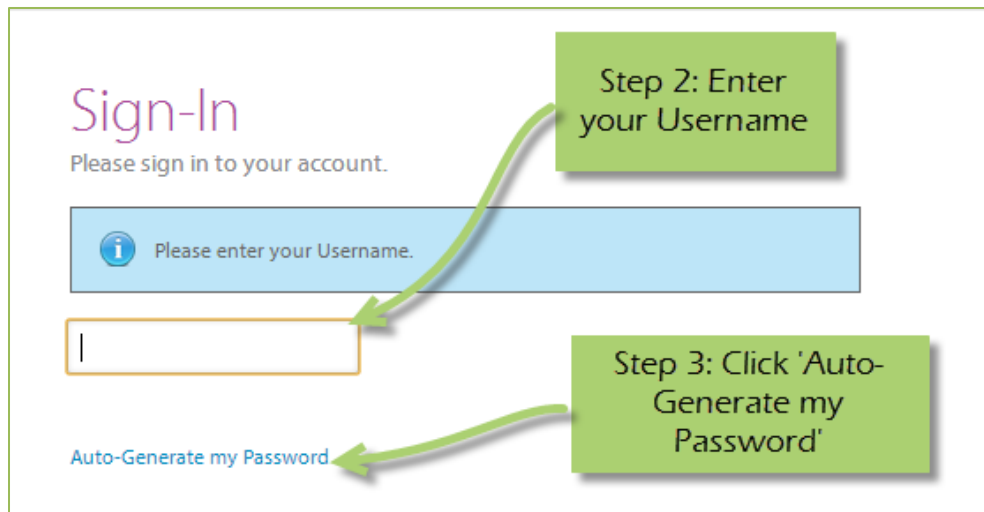 Step 2: Enter
your Username
Sign-In
Please sign in to your account.
Please enter your Username.
Step 3: Click 'Auto-
Generate my
Password'
Auto-Generate my Password